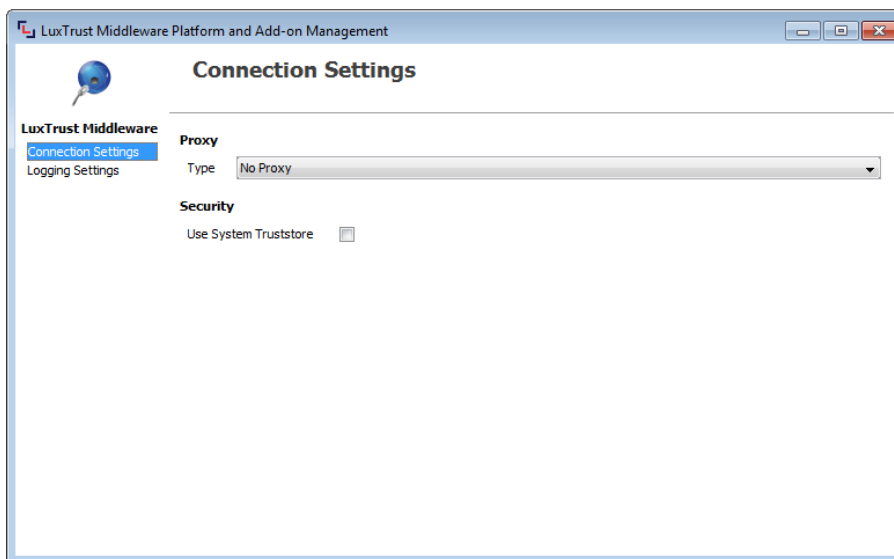 LuxTrust Middleware Platform and Add-on Management
Connection Settings
LuxTrust Middleware
Connection Settings
Logging Settings
Proxy
Type No Proxy
Security
Use System Truststore